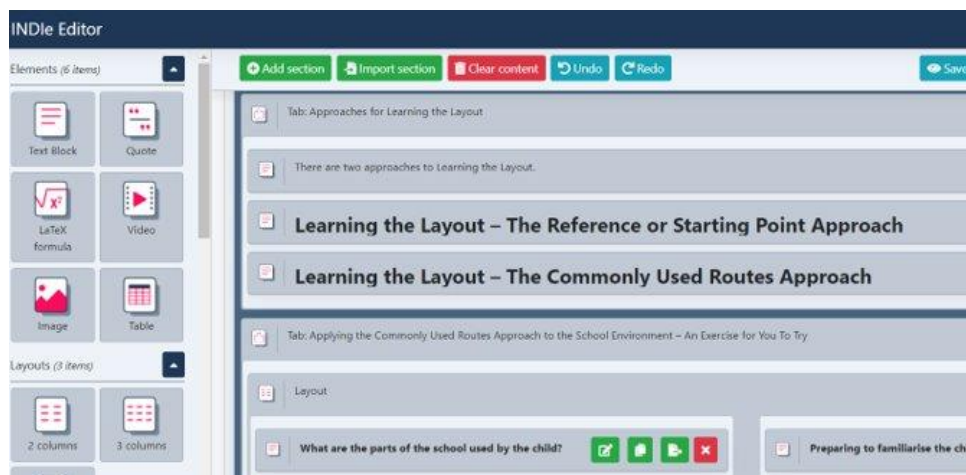 INDIe Editor
Elements (6 items)
Text Block
Quote
LaTeX formula
Video
Image
Table
Layouts (3 items)
2 columns
3 columns
Add section
Import section
Clear content
Undo
Redo
Save
Tab: Approaches for Learning the Layout
There are two approaches to Learning the Layout.
Learning the Layout – The Reference or Starting Point Approach
Learning the Layout – The Commonly Used Routes Approach
Tab: Applying the Commonly Used Routes Approach to the School Environment – An Exercise for You To Try
Layout
What are the parts of the school used by the child?
Preparing to familiarise the ch